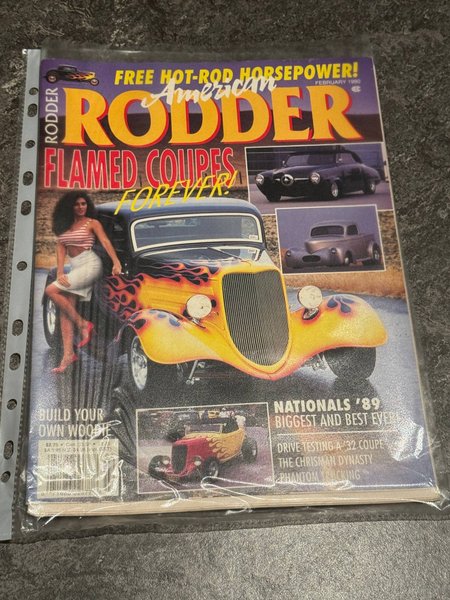 FREE HOT-ROD HORSEPOWER!
FEBRUARY 1990
American
RODDER
RODDER
FLAMED COUPES
FOREVER!
NATIONALS '89
BIGGEST AND BEST EVER!
DRIVE TESTING A '32 COUPE
THE CHRISMAN DYNASTY
PHANTOM
BUILD YOUR
OWN WOODIE